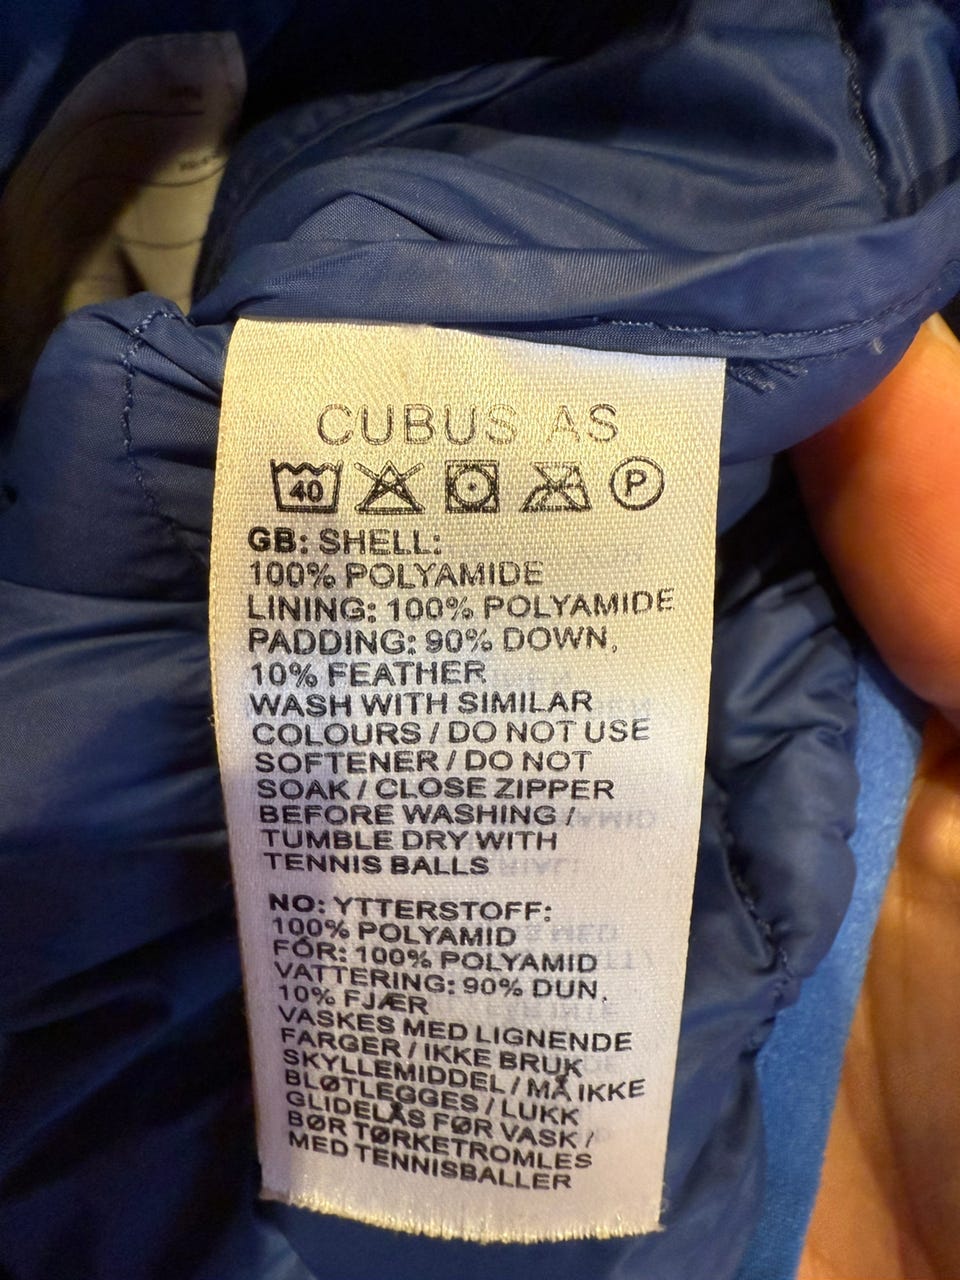 CUBUS AS
40 P
GB: SHELL:
100% POLYAMIDE
LINING: 100% POLYAMIDE
PADDING: 90% DOWN,
10% FEATHER
WASH WITH SIMILAR
COLOURS / DO NOT USE
SOFTENER / DO NOT
SOAK / CLOSE ZIPPER
BEFORE WASHING /
TUMBLE DRY WITH
TENNIS BALLS
NO: YTTERSTOFF:
100% POLYAMID
FÓR: 100% POLYAMID
VATTERING: 90% DUN,
10% FJÆR
VASKES MED LIGNENDE
FARGER / IKKE BRUK
SKYLLEMIDDEL / MÅ IKKE
BLØTLEGGES / LUKK
GLIDELÅS FØR VASK /
BØR TØRKETROMLES
MED TENNISBALLER